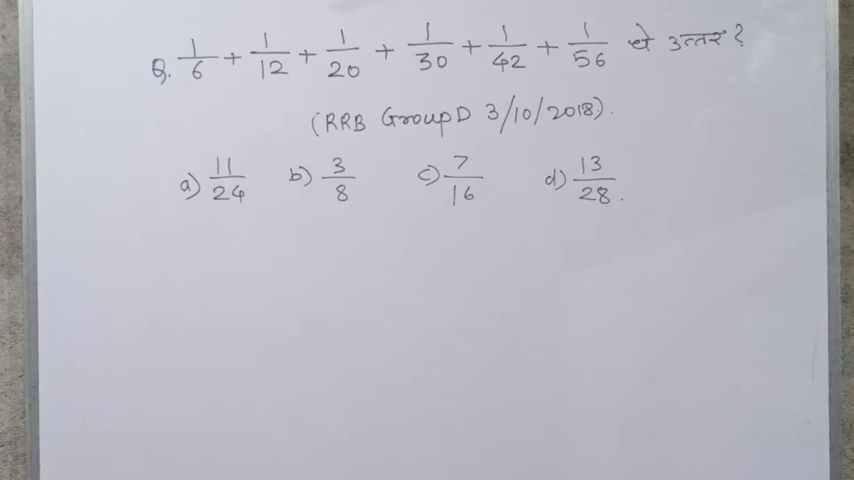 Q. 1/6 + 1/12 + 1/20 + 1/30 + 1/42 + 1/56 चे उत्तर?
(RRB Group D 3/10/2018).
a) 11/24 b) 3/8 c) 7/16 d) 13/28.